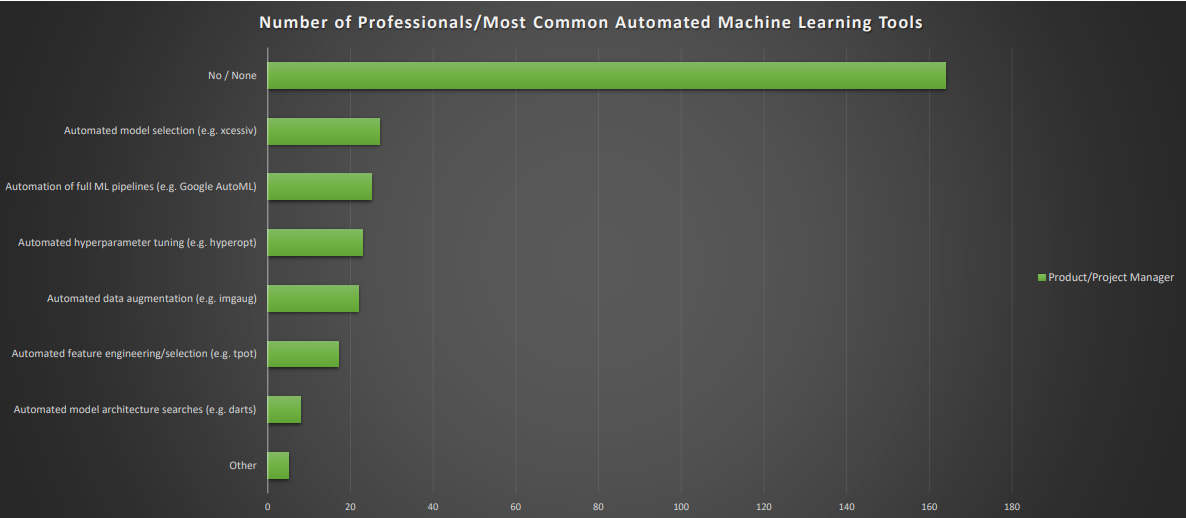 Number of Professionals/Most Common Automated Machine Learning Tools
No / None
Automated model selection (e.g. xcessiv)
Automation of full ML pipelines (e.g. Google AutoML)
Automated hyperparameter tuning (e.g. hyperopt)
Automated data augmentation (e.g. imgaug)
Automated feature engineering/selection (e.g. tpot)
Automated model architecture searches (e.g. darts)
Other
0 20 40 60 80 100 120 140 160 180
Product/Project Manager